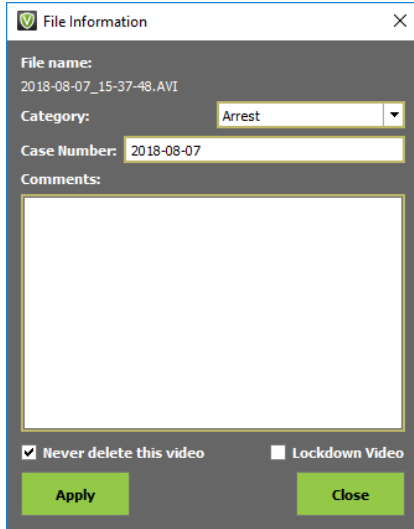 File Information
File name:
2018-08-07_15-37-48.AVI
Category: Arrest
Case Number: 2018-08-07
Comments:
Never delete this video Lockdown Video
Apply Close